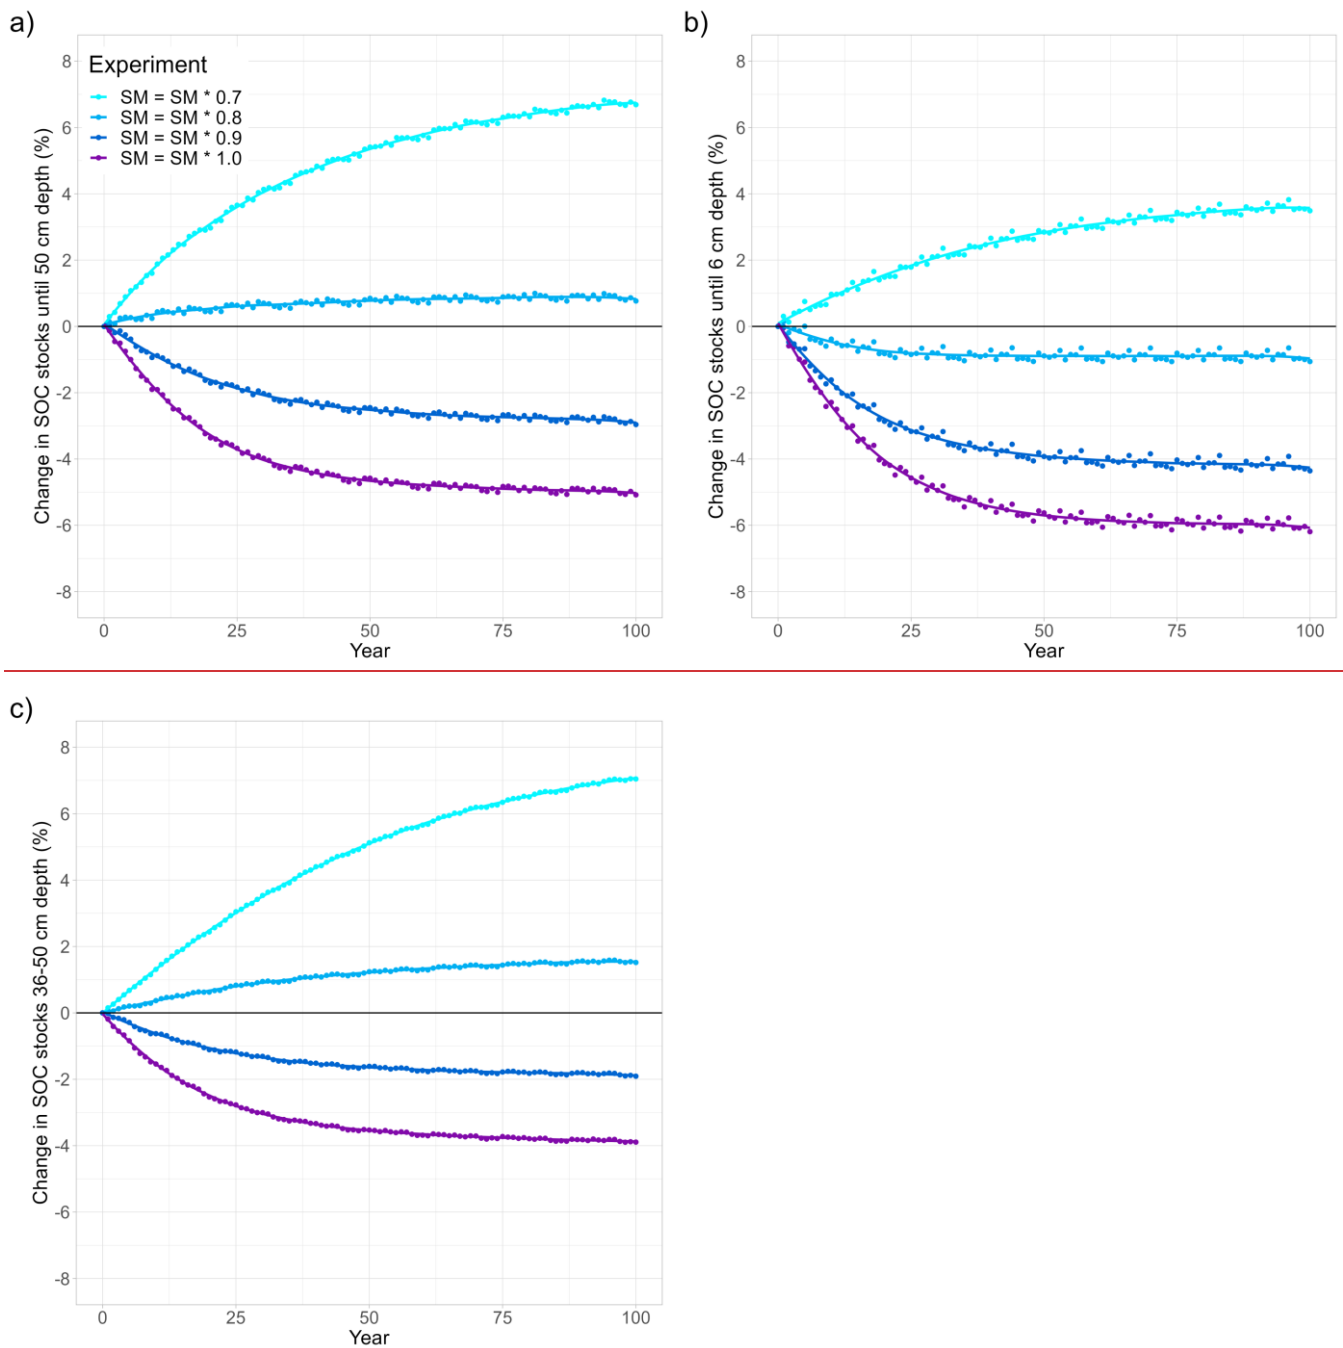 a)
Experiment
SM = SM * 0.7
SM = SM * 0.8
SM = SM * 0.9
SM = SM * 1.0
Change in SOC stocks until 50 cm depth (%)
8
6
4
2
0
-2
-4
-6
-8
0 25 50 75 100
Year
b)
Change in SOC stocks until 6 cm depth (%)
8
6
4
2
0
-2
-4
-6
-8
0 25 50 75 100
Year
c)
Change in SOC stocks 36-50 cm depth (%)
8
6
4
2
0
-2
-4
-6
-8
0 25 50 75 100
Year